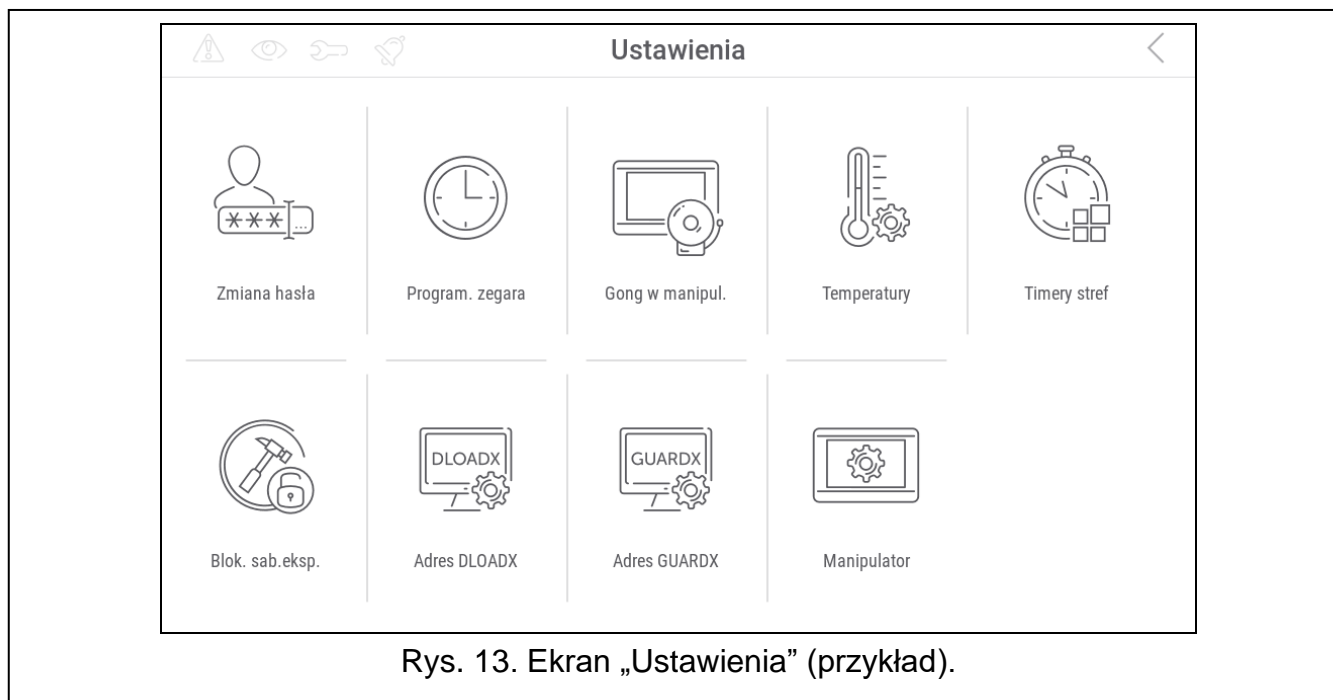 Ustawienia
***...
Zmiana hasła
Program. zegara
Gong w manipul.
Temperatury
Timery stref
DLOADX
GUARDX
Blok. sab.eksp.
Adres DLOADX
Adres GUARDX
Manipulator
Rys. 13. Ekran „Ustawienia” (przykład).